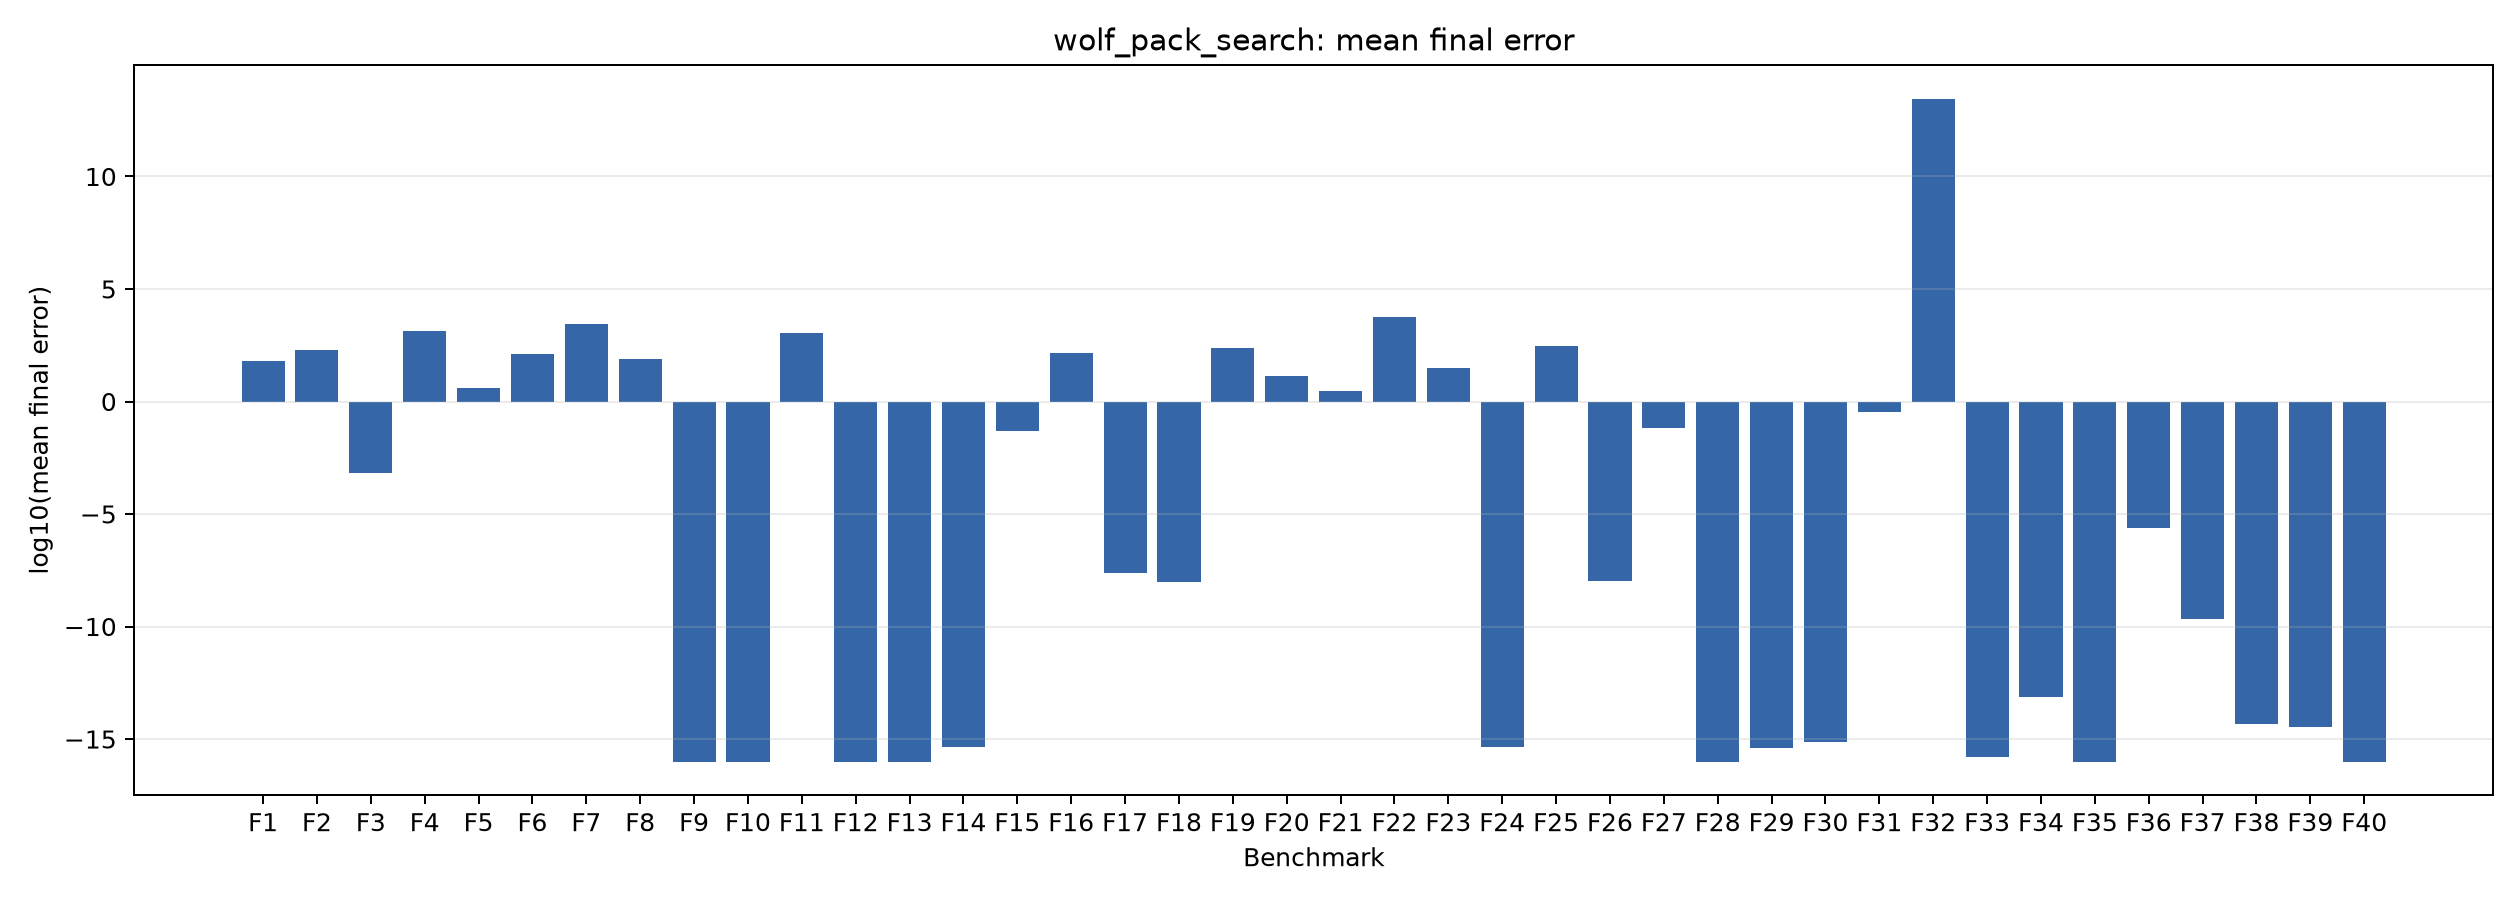 wolf_pack_search: mean final error
log10(mean final error)
10
5
0
−5
−10
−15
F1 F2 F3 F4 F5 F6 F7 F8 F9 F10 F11 F12 F13 F14 F15 F16 F17 F18 F19 F20 F21 F22 F23 F24 F25 F26 F27 F28 F29 F30 F31 F32 F33 F34 F35 F36 F37 F38 F39 F40
Benchmark